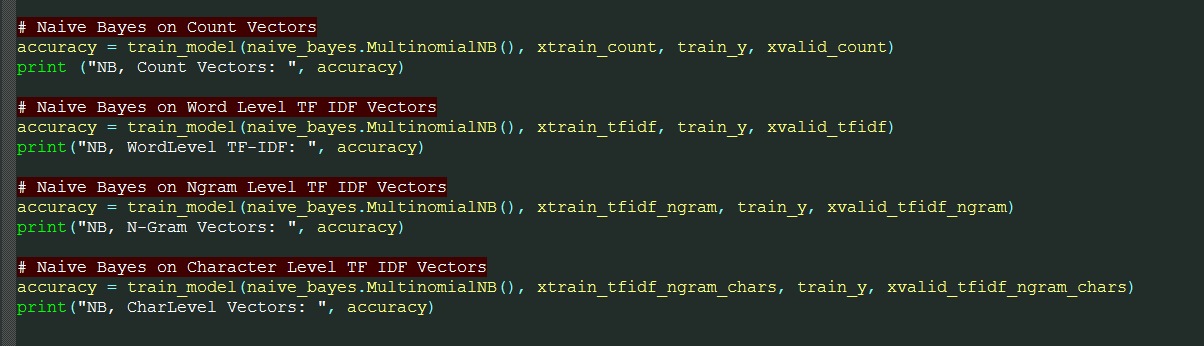 # Naive Bayes on Count Vectors
accuracy = train_model(naive_bayes.MultinomialNB(), xtrain_count, train_y, xvalid_count)
print ("NB, Count Vectors: ", accuracy)
# Naive Bayes on Word Level TF IDF Vectors
accuracy = train_model(naive_bayes.MultinomialNB(), xtrain_tfidf, train_y, xvalid_tfidf)
print("NB, WordLevel TF-IDF: ", accuracy)
# Naive Bayes on Ngram Level TF IDF Vectors
accuracy = train_model(naive_bayes.MultinomialNB(), xtrain_tfidf_ngram, train_y, xvalid_tfidf_ngram)
print("NB, N-Gram Vectors: ", accuracy)
# Naive Bayes on Character Level TF IDF Vectors
accuracy = train_model(naive_bayes.MultinomialNB(), xtrain_tfidf_ngram_chars, train_y, xvalid_tfidf_ngram_chars)
print("NB, CharLevel Vectors: ", accuracy)